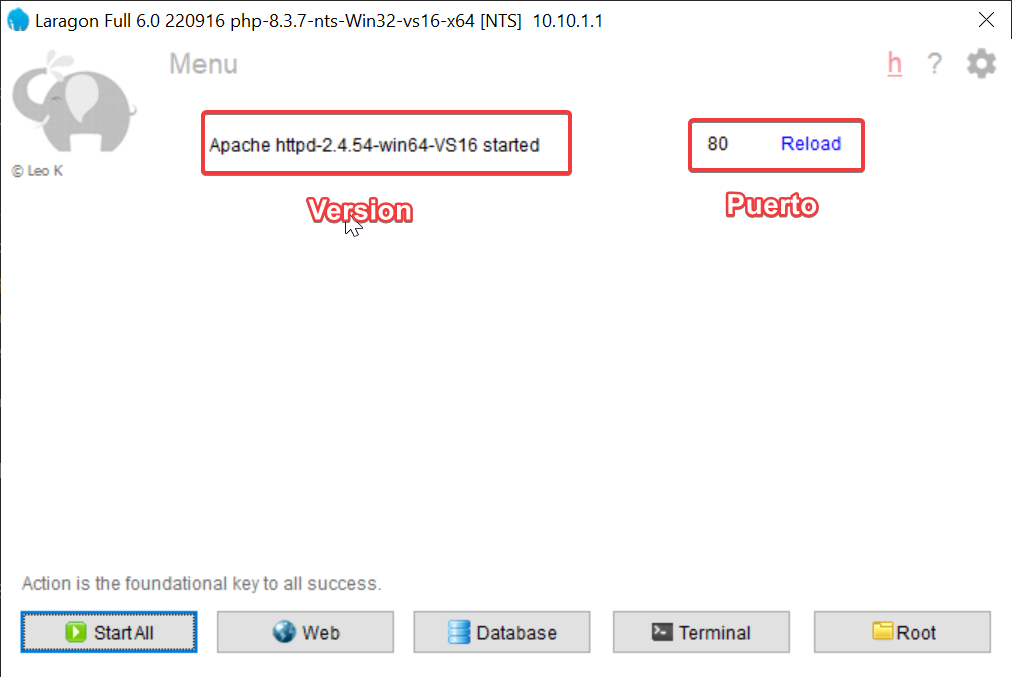 Laragon Full 6.0 220916 php-8.3.7-nts-Win32-vs16-x64 [NTS]  10.10.1.1
Menu
h ?
Apache httpd-2.4.54-win64-VS16 started
80 Reload
© Leo K
Version
Puerto
Action is the foundational key to all success.
Start All
Web
Database
Terminal
Root